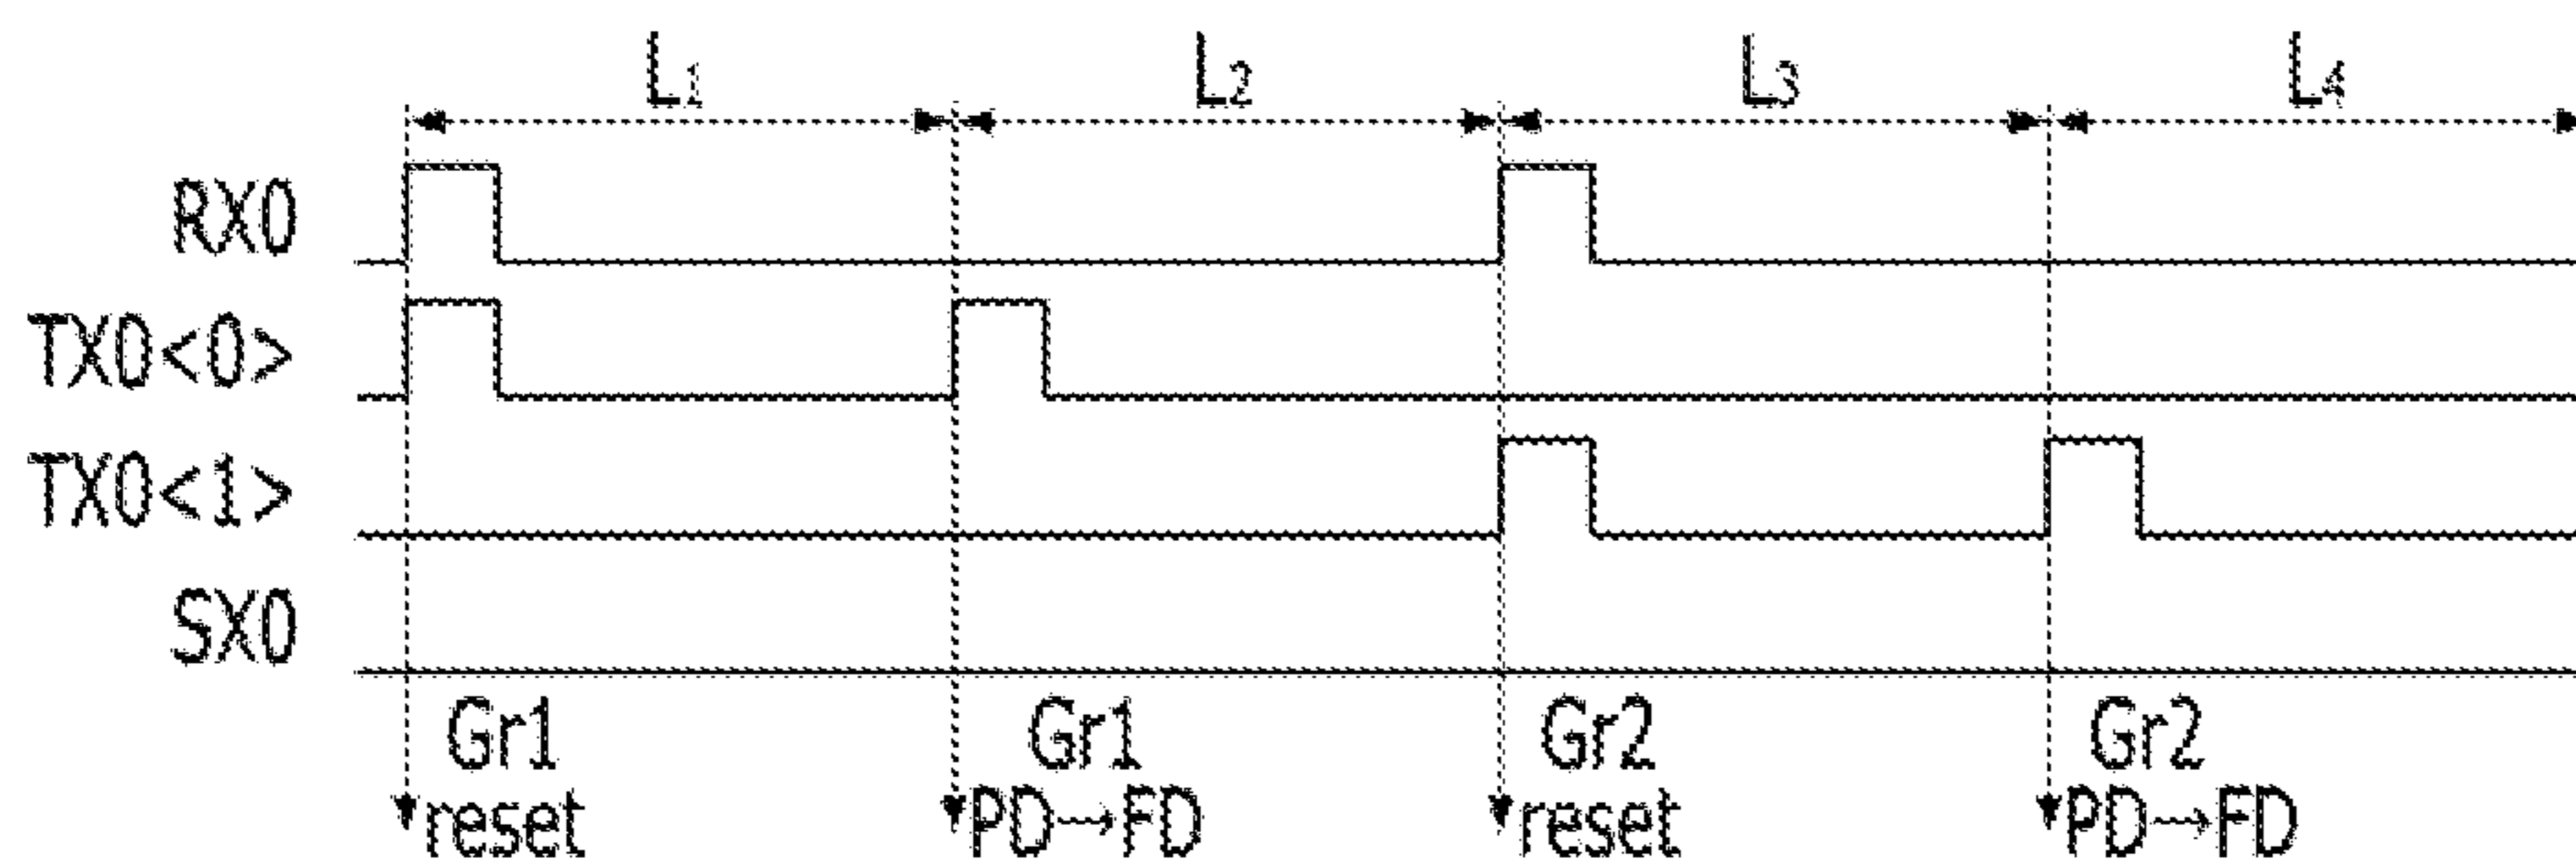 L1 L2 L3 L4
RX0
TX0<0>
TX0<1>
SX0
Gr1 Gr1 Gr2 Gr2
reset PD→FD reset PD→FD